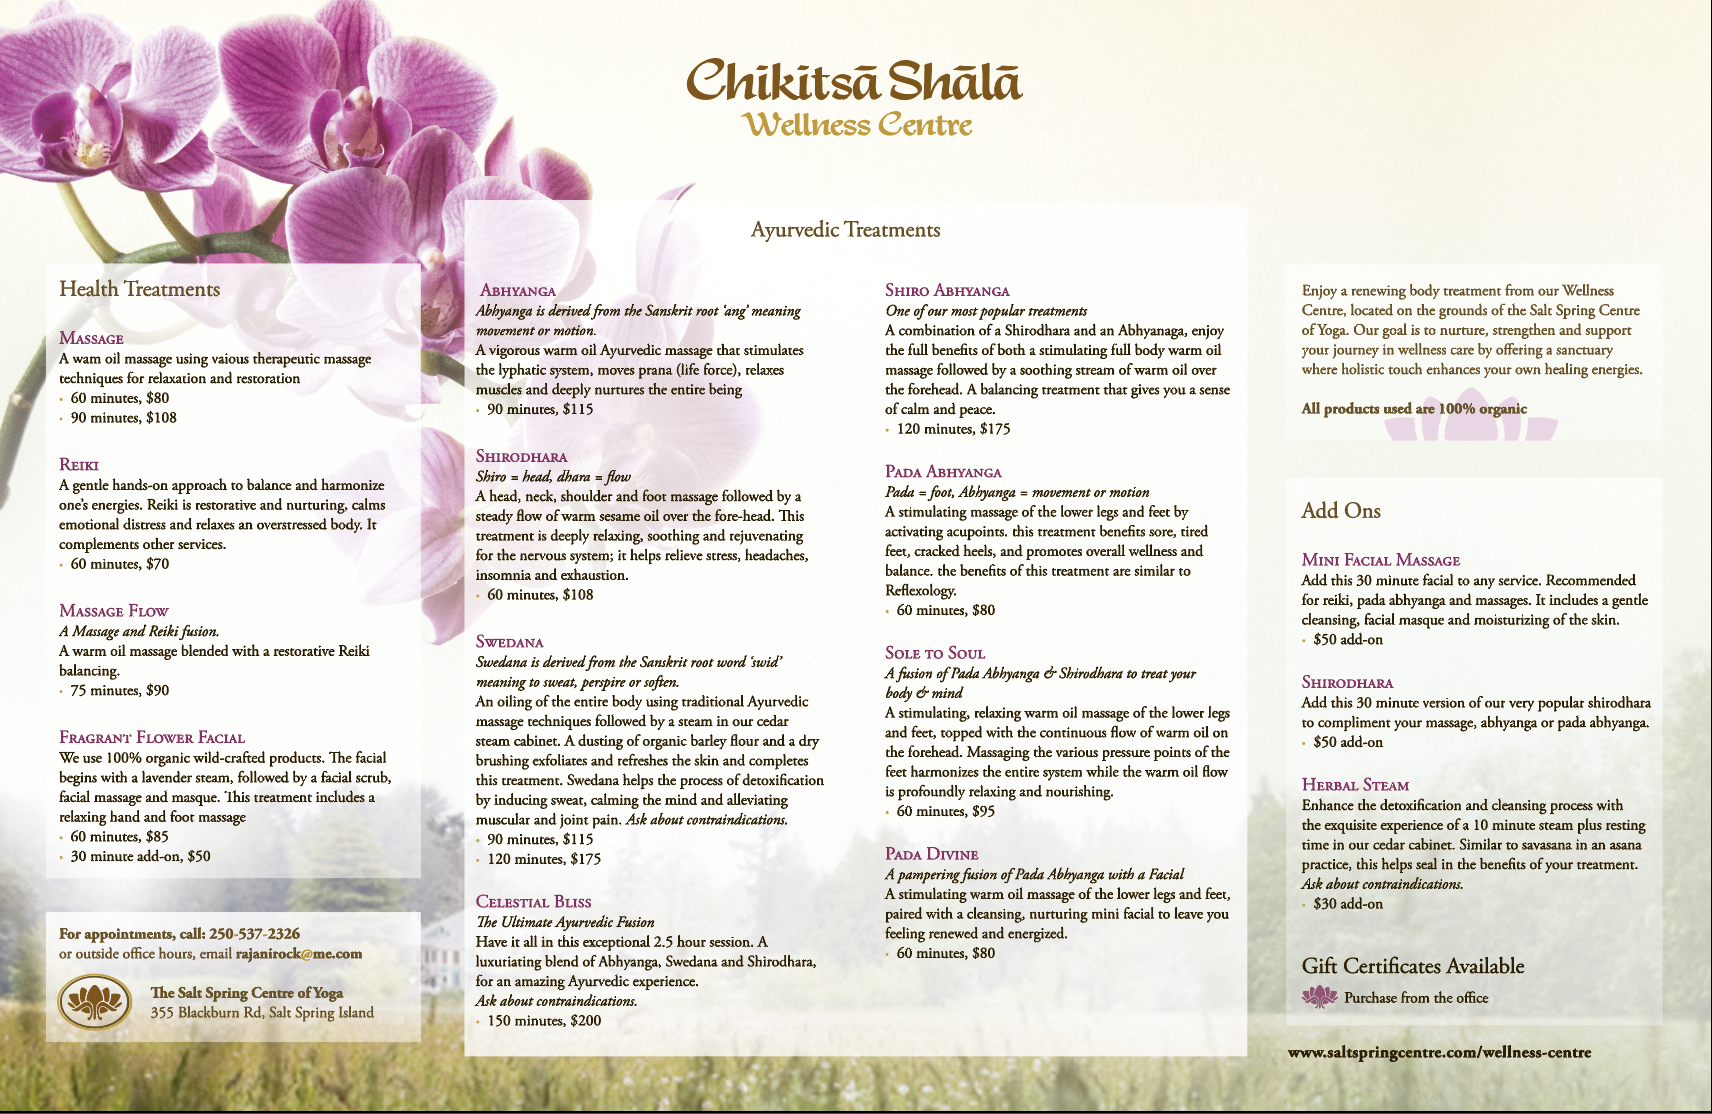 Chikitsā Shālā
Wellness Centre
Health Treatments
Massage
A wam oil massage using vaious therapeutic massage
techniques for relaxation and restoration
• 60 minutes, $80
• 90 minutes, $108
Reiki
A gentle hands-on approach to balance and harmonize
one's energies. Reiki is restorative and nurturing, calms
emotional distress and relaxes an overstressed body. It
complements other services.
• 60 minutes, $70
Massage Flow
A Massage and Reiki fusion.
A warm oil massage blended with a restorative Reiki
balancing.
• 75 minutes, $90
Fragrant Flower Facial
We use 100% organic wild-crafted products. The facial
begins with a lavender steam, followed by a facial scrub,
facial massage and masque. This treatment includes a
relaxing hand and foot massage
• 60 minutes, $85
• 30 minute add-on, $50
For appointments, call: 250-537-2326
or outside office hours, email rajanirock@me.com
The Salt Spring Centre of Yoga
355 Blackburn Rd, Salt Spring Island
Ayurvedic Treatments
Abhyanga
Abhyanga is derived from the Sanskrit root 'ang' meaning
movement or motion.
A vigorous warm oil Ayurvedic massage that stimulates
the lyphatic system, moves prana (life force), relaxes
muscles and deeply nurtures the entire being
• 90 minutes, $115
Shirodhara
Shiro = head, dhara = flow
A head, neck, shoulder and foot massage followed by a
steady flow of warm sesame oil over the fore-head. This
treatment is deeply relaxing, soothing and rejuvenating
for the nervous system; it helps relieve stress, headaches,
insomnia and exhaustion.
• 60 minutes, $108
Swedana
Swedana is derived from the Sanskrit root word 'swid'
meaning to sweat, perspire or soften.
An oiling of the entire body using traditional Ayurvedic
massage techniques followed by a steam in our cedar
steam cabinet. A dusting of organic barley flour and a dry
brushing exfoliates and refreshes the skin and completes
this treatment. Swedana helps the process of detoxification
by inducing sweat, calming the mind and alleviating
muscular and joint pain. Ask about contraindications.
• 90 minutes, $115
• 120 minutes, $175
Celestial Bliss
The Ultimate Ayurvedic Fusion
Have it all in this exceptional 2.5 hour session. A
luxuriating blend of Abhyanga, Swedana and Shirodhara,
for an amazing Ayurvedic experience.
Ask about contraindications.
• 150 minutes, $200
Shiro Abhyanga
One of our most popular treatments
A combination of a Shirodhara and an Abhyanaga, enjoy
the full benefits of both a stimulating full body warm oil
massage followed by a soothing stream of warm oil over
the forehead. A balancing treatment that gives you a sense
of calm and peace.
• 120 minutes, $175
Pada Abhyanga
Pada = foot, Abhyanga = movement or motion
A stimulating massage of the lower legs and feet by
activating acupoints. this treatment benefits sore, tired
feet, cracked heels, and promotes overall wellness and
balance. the benefits of this treatment are similar to
Reflexology.
• 60 minutes, $80
Sole to Soul
A fusion of Pada Abhyanga & Shirodhara to treat your
body & mind
A stimulating, relaxing warm oil massage of the lower legs
and feet, topped with the continuous flow of warm oil on
the forehead. Massaging the various pressure points of the
feet harmonizes the entire system while the warm oil flow
is profoundly relaxing and nourishing.
• 60 minutes, $95
Pada Divine
A pampering fusion of Pada Abhyanga with a Facial
A stimulating warm oil massage of the lower legs and feet,
paired with a cleansing, nurturing mini facial to leave you
feeling renewed and energized.
• 60 minutes, $80
Enjoy a renewing body treatment from our Wellness
Centre, located on the grounds of the Salt Spring Centre
of Yoga. Our goal is to nurture, strengthen and support
your journey in wellness care by offering a sanctuary
where holistic touch enhances your own healing energies.
All products used are 100% organic
Add Ons
Mini Facial Massage
Add this 30 minute facial to any service. Recommended
for reiki, pada abhyanga and massages. It includes a gentle
cleansing, facial masque and moisturizing of the skin.
• $50 add-on
Shirodhara
Add this 30 minute version of our very popular shirodhara
to compliment your massage, abhyanga or pada abhyanga.
• $50 add-on
Herbal Steam
Enhance the detoxification and cleansing process with
the exquisite experience of a 10 minute steam plus resting
time in our cedar cabinet. Similar to savasana in an asana
practice, this helps seal in the benefits of your treatment.
Ask about contraindications.
• $30 add-on
Gift Certificates Available
Purchase from the office
www.saltspringcentre.com/wellness-centre